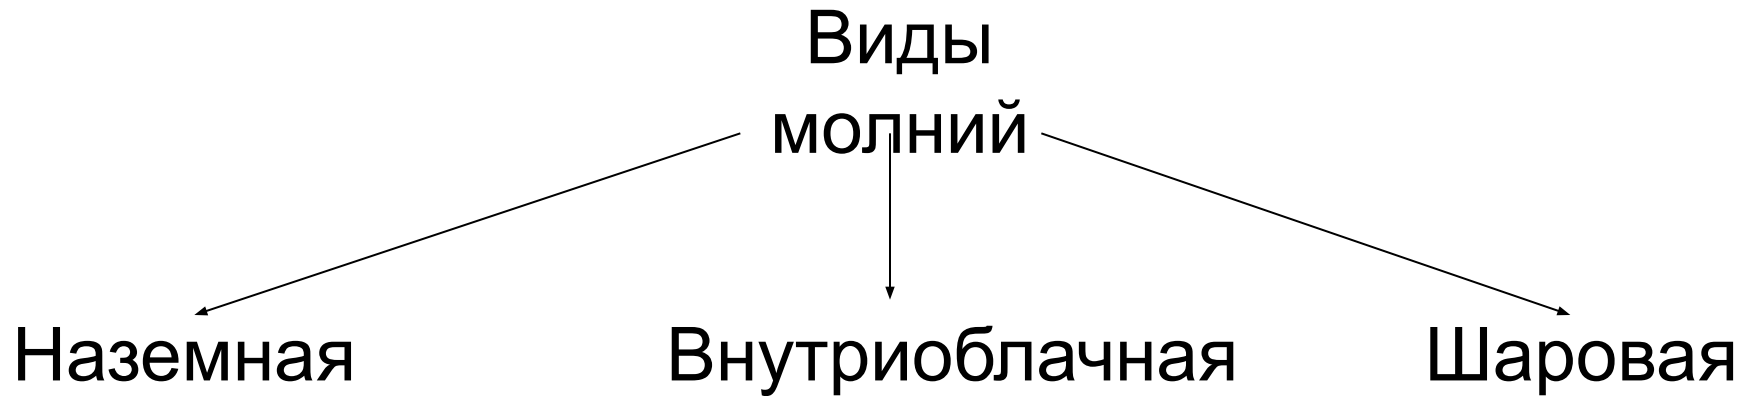 Виды
молний
Наземная
Внутриоблачная
Шаровая